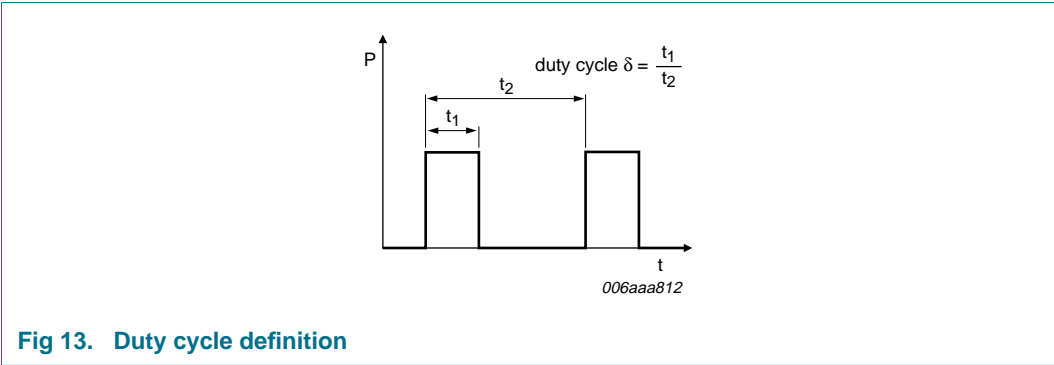 P
duty cycle δ = t1
t2
t2
t1
t
006aaa812
Fig 13. Duty cycle definition